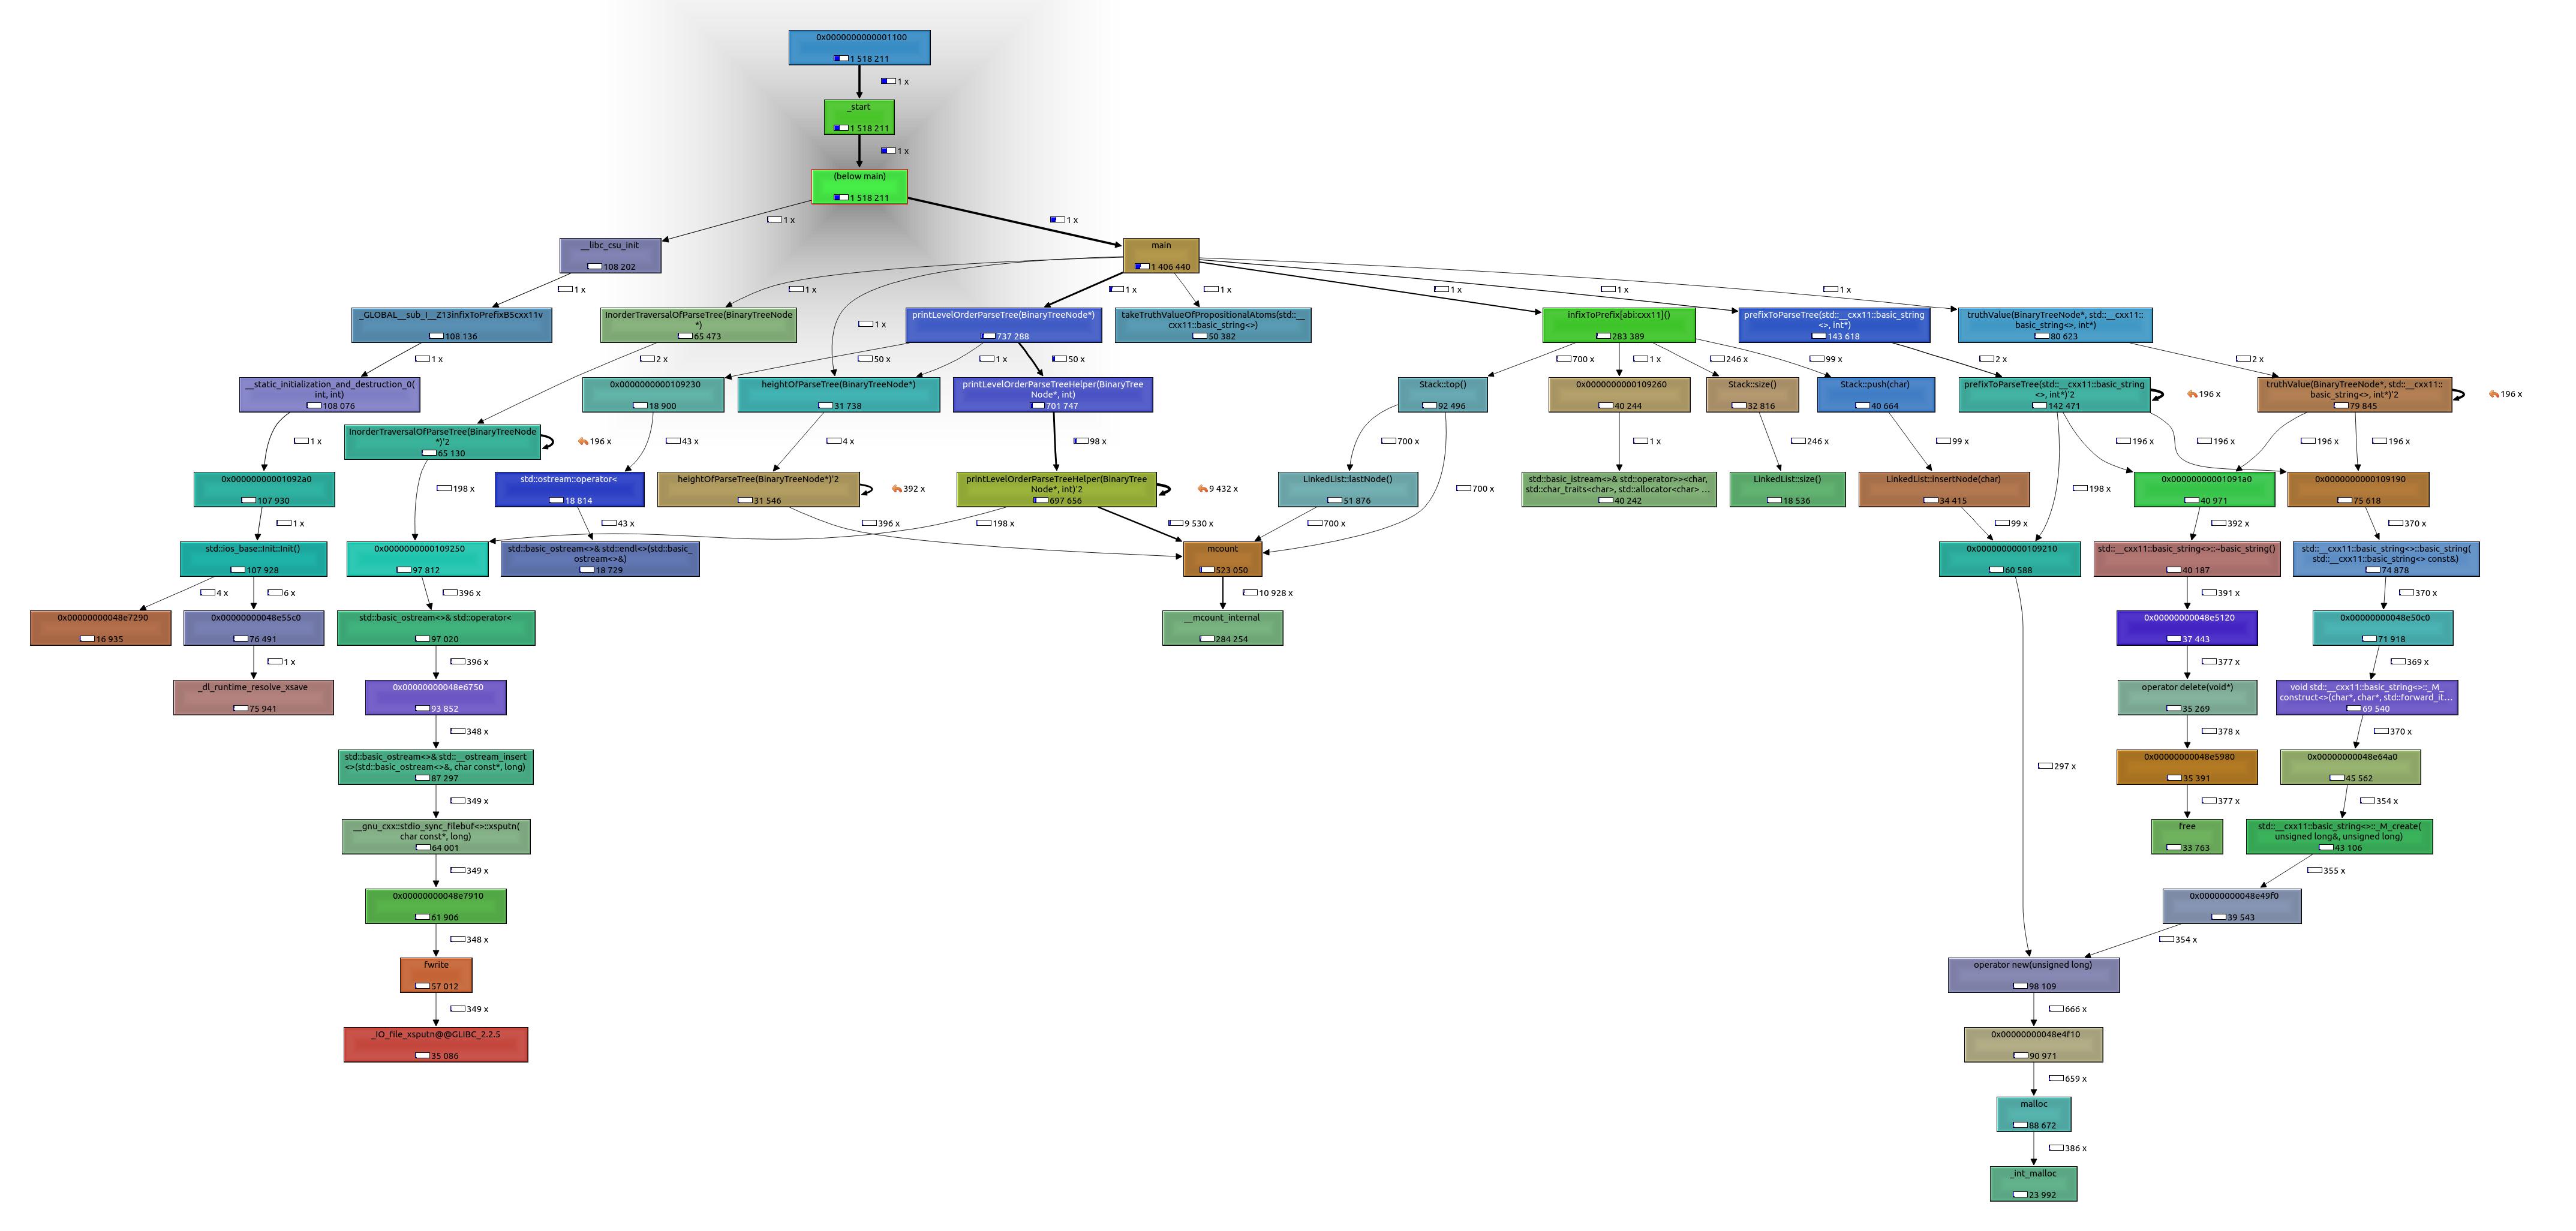 0x0000000000001100
1 518 211
1 x
_start
1 518 211
1 x
(below main)
1 518 211
1 x
1 x
__libc_csu_init
108 202
main
1 406 440
1 x
1 x
1 x
1 x
1 x
1 x
1 x
1 x
_GLOBAL__sub_I__Z13infixToPrefixB5cxx11v
108 136
InorderTraversalOfParseTree(BinaryTreeNode
*)
65 473
printLevelOrderParseTree(BinaryTreeNode*)
737 288
takeTruthValueOfPropositionalAtoms(std::__
cxx11::basic_string<>)
50 382
infixToPrefix[abi:cxx11]()
283 389
prefixToParseTree(std::__cxx11::basic_string
<>, int*)
143 618
truthValue(BinaryTreeNode*, std::__cxx11::
basic_string<>, int*)
80 623
1 x
2 x
50 x
1 x
50 x
700 x
1 x
246 x
99 x
2 x
2 x
__static_initialization_and_destruction_0(
int, int)
108 076
0x0000000000109230
18 900
heightOfParseTree(BinaryTreeNode*)
31 738
printLevelOrderParseTreeHelper(BinaryTree
Node*, int)
701 747
Stack::top()
92 496
0x0000000000109260
40 244
Stack::size()
32 816
Stack::push(char)
40 664
prefixToParseTree(std::__cxx11::basic_string
<>, int*)'2
142 471
196 x
truthValue(BinaryTreeNode*, std::__cxx11::
basic_string<>, int*)'2
79 845
196 x
1 x
InorderTraversalOfParseTree(BinaryTreeNode
*)'2
65 130
196 x
43 x
4 x
98 x
700 x
1 x
246 x
99 x
196 x
196 x
196 x
196 x
0x00000000001092a0
107 930
198 x
std::ostream::operator<
18 814
heightOfParseTree(BinaryTreeNode*)'2
31 546
392 x
printLevelOrderParseTreeHelper(BinaryTree
Node*, int)'2
697 656
9 432 x
LinkedList::lastNode()
51 876
700 x
std::basic_istream<>& std::operator>><char,
std::char_traits<char>, std::allocator<char> ...
40 242
LinkedList::size()
18 536
LinkedList::insertNode(char)
34 415
198 x
0x00000000001091a0
40 971
0x0000000000109190
75 618
1 x
43 x
396 x
198 x
9 530 x
700 x
99 x
392 x
370 x
std::ios_base::Init::Init()
107 928
0x0000000000109250
97 812
std::basic_ostream<>& std::endl<>(std::basic_
ostream<>&)
18 729
mcount
523 050
0x0000000000109210
60 588
std::__cxx11::basic_string<>::~basic_string()
40 187
std::__cxx11::basic_string<>::basic_string(
std::__cxx11::basic_string<> const&)
74 878
4 x
6 x
396 x
10 928 x
391 x
370 x
0x00000000048e7290
16 935
0x00000000048e55c0
76 491
std::basic_ostream<>& std::operator<
97 020
__mcount_internal
284 254
0x00000000048e5120
37 443
0x00000000048e50c0
71 918
1 x
396 x
377 x
369 x
_dl_runtime_resolve_xsave
75 941
0x00000000048e6750
93 852
operator delete(void*)
35 269
void std::__cxx11::basic_string<>::_M_
construct<>(char*, char*, std::forward_it...
69 540
348 x
378 x
370 x
std::basic_ostream<>& std::__ostream_insert
<>(std::basic_ostream<>&, char const*, long)
87 297
297 x
0x00000000048e5980
35 391
0x00000000048e64a0
45 562
349 x
377 x
354 x
__gnu_cxx::stdio_sync_filebuf<>::xsputn(
char const*, long)
64 001
free
33 763
std::__cxx11::basic_string<>::_M_create(
unsigned long&, unsigned long)
43 106
349 x
355 x
0x00000000048e7910
61 906
0x00000000048e49f0
39 543
348 x
354 x
fwrite
57 012
operator new(unsigned long)
98 109
349 x
666 x
_IO_file_xsputn@@GLIBC_2.2.5
35 086
0x00000000048e4f10
90 971
659 x
malloc
88 672
386 x
_int_malloc
23 992